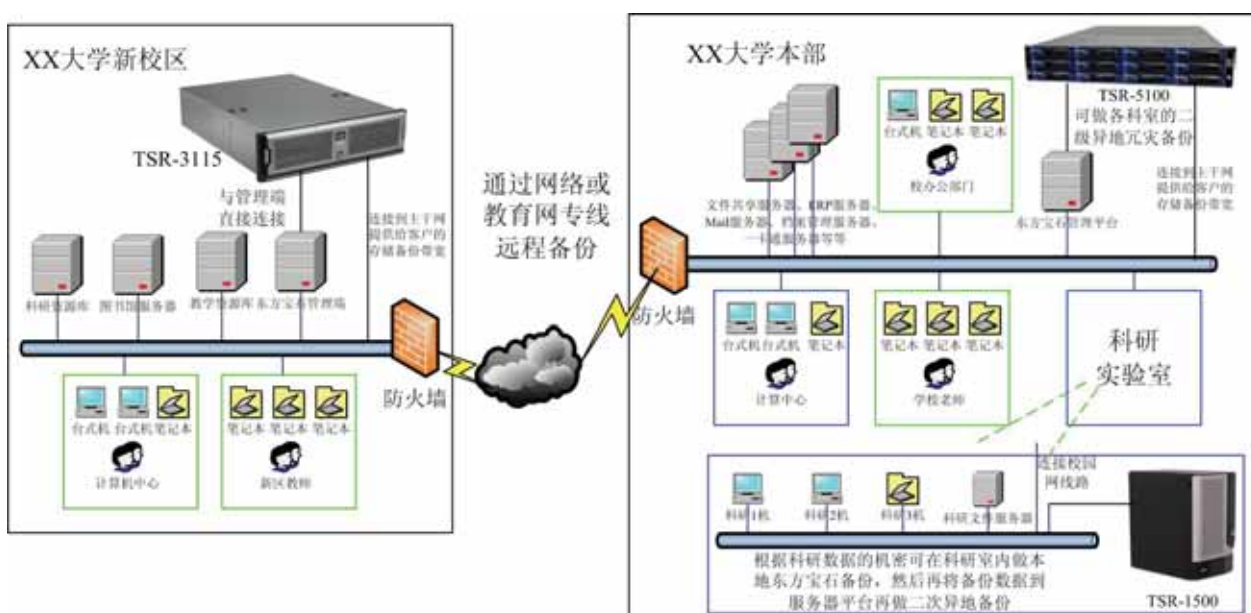 XX大学新校区
TSR-3115
与管理端
直接连接
连接到主干网
提供给客户的
存储备份带宽
科研资源库
图书馆服务器
教学资源库
东方宝石管理端
防火墙
台式机
台式机
笔记本
计算机中心
笔记本
笔记本
笔记本
新区教师
通过网络或
教育网专线
远程备份
XX大学本部
文件共享服务器、ERP服务器、
Mail服务器、档案管理服务器、
一卡通服务器等等
台式机
笔记本
笔记本
校办公部门
TSR-5100
可做各科室的二
级异地冗灾备份
东方宝石管理平台
连接到主干网
提供给客户的
存储备份带宽
防火墙
台式机
台式机
笔记本
计算中心
笔记本
笔记本
笔记本
学校老师
科研
实验室
连接校园
网线路
科研1机
科研2机
科研3机
科研文件服务器
根据科研数据的机密可在科研室内做本
地东方宝石备份，然后再将备份数据到
服务器平台再做二次异地备份
TSR-1500